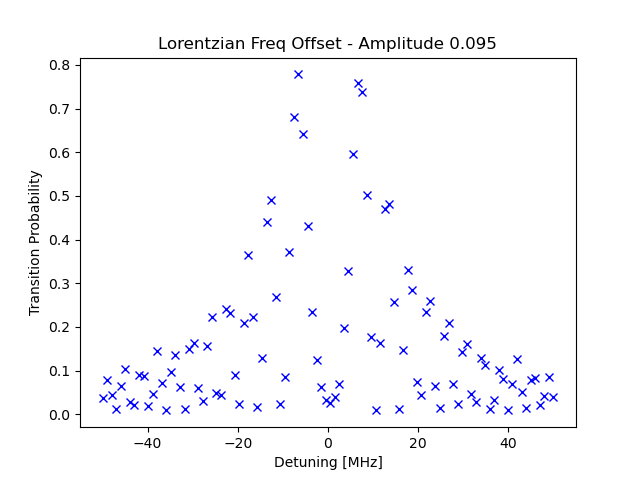 Lorentzian Freq Offset - Amplitude 0.095
Transition Probability
0.8
0.7
0.6
0.5
0.4
0.3
0.2
0.1
0.0
−40 −20 0 20 40
Detuning [MHz]